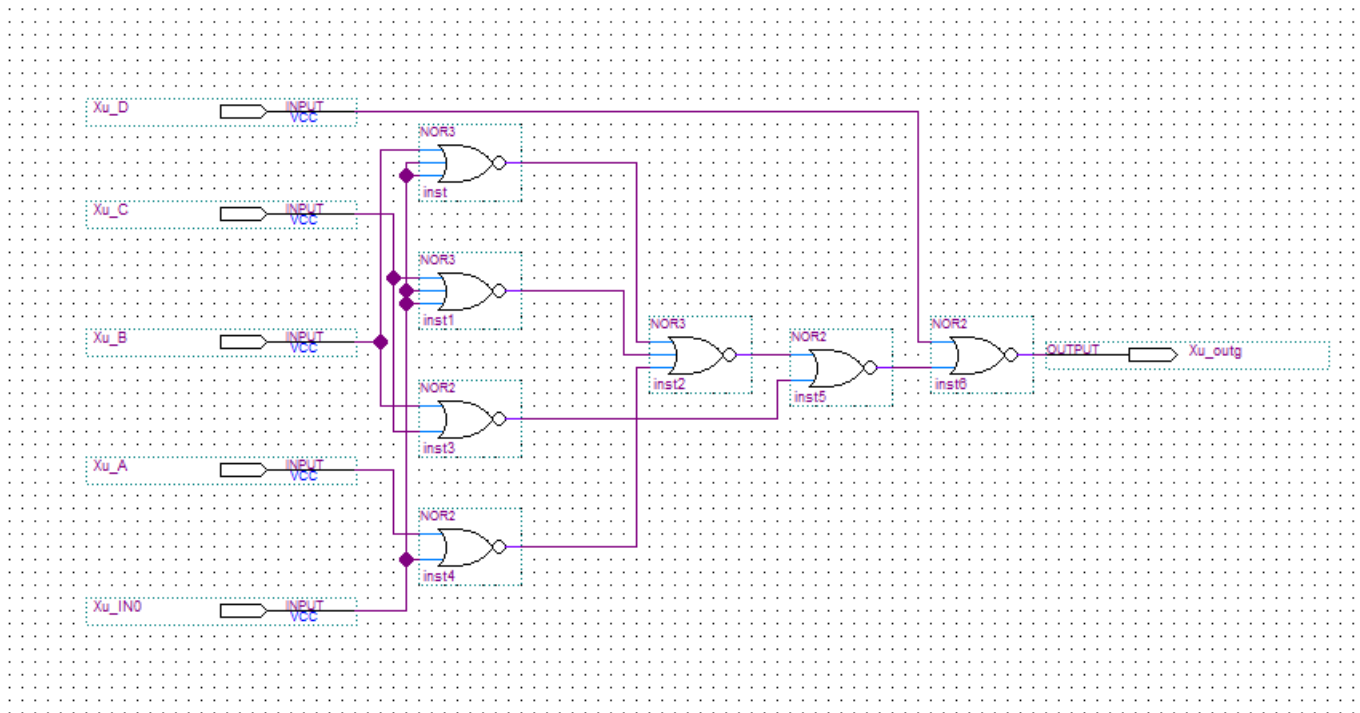 Xu_D INPUT
VCC
NOR3
inst
Xu_C INPUT
VCC
NOR3
inst1
Xu_B INPUT
VCC
NOR3
inst2
NOR2
inst5
NOR2
inst6
OUTPUT Xu_outg
NOR2
inst3
Xu_A INPUT
VCC
NOR2
inst4
Xu_IN0 INPUT
VCC